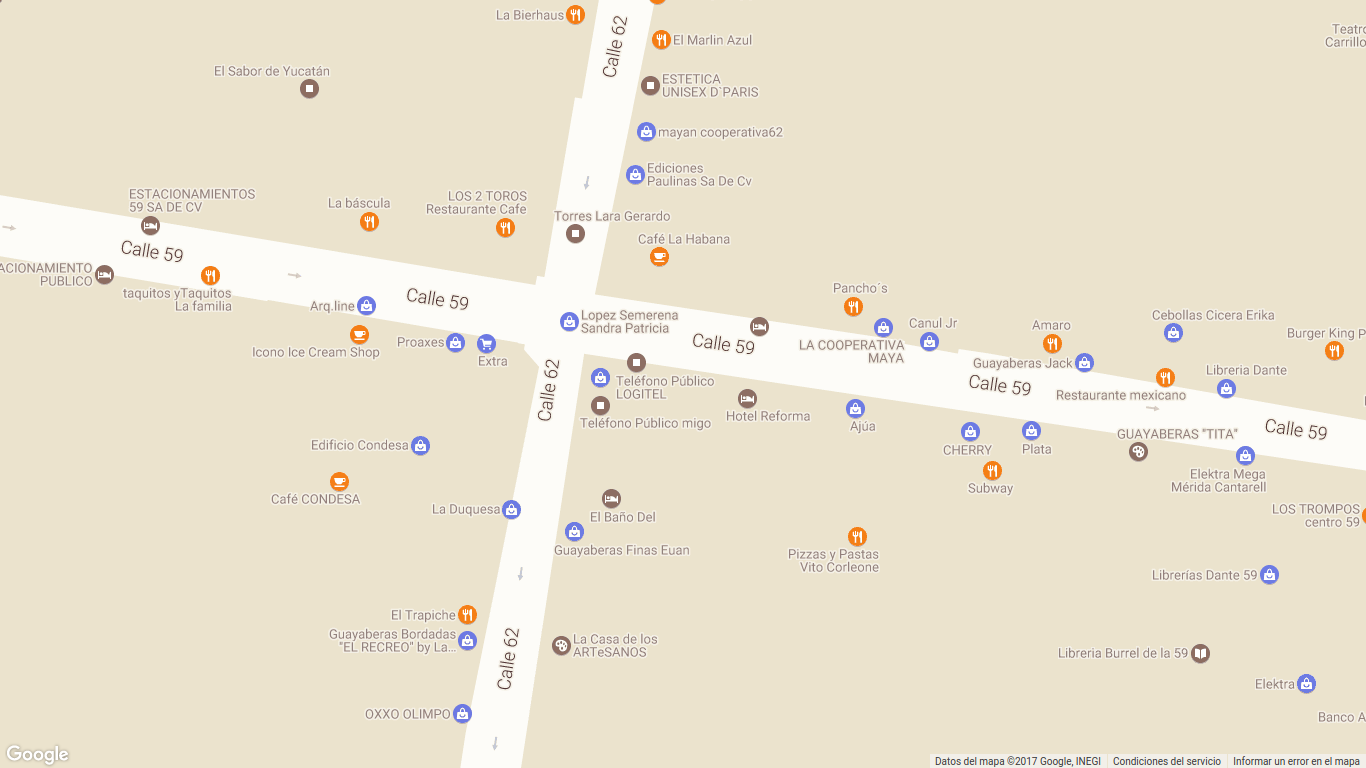 La Bierhaus
Calle 62
El Marlin Azul
Teatro
Carrillo
El Sabor de Yucatán
ESTETICA
UNISEX D`PARIS
mayan cooperativa62
Ediciones
Paulinas Sa De Cv
ESTACIONAMIENTOS
59 SA DE CV
La báscula
LOS 2 TOROS
Restaurante Cafe
Torres Lara Gerardo
Café La Habana
Calle 59
ACIONAMIENTO
PUBLICO
taquitos yTaquitos
La familia
Arq.line
Calle 59
Icono Ice Cream Shop
Proaxes
Extra
Lopez Semerena
Sandra Patricia
Calle 59
Pancho´s
LA COOPERATIVA
MAYA
Canul Jr
Amaro
Cebollas Cicera Erika
Burger King P
Guayaberas Jack
Calle 59
Restaurante mexicano
Libreria Dante
Calle 62
Teléfono Público
LOGITEL
Teléfono Público migo
Hotel Reforma
Ajúa
CHERRY
Plata
GUAYABERAS "TITA"
Calle 59
Edificio Condesa
Subway
Elektra Mega
Mérida Cantarell
Café CONDESA
La Duquesa
El Baño Del
LOS TROMPOS
centro 59
Guayaberas Finas Euan
Pizzas y Pastas
Vito Corleone
Librerías Dante 59
El Trapiche
Guayaberas Bordadas
"EL RECREO" by La...
Calle 62
La Casa de los
ARTeSANOS
Libreria Burrel de la 59
Elektra
OXXO OLIMPO
Banco A
Google
Datos del mapa ©2017 Google, INEGI
Condiciones del servicio
Informar un error en el mapa